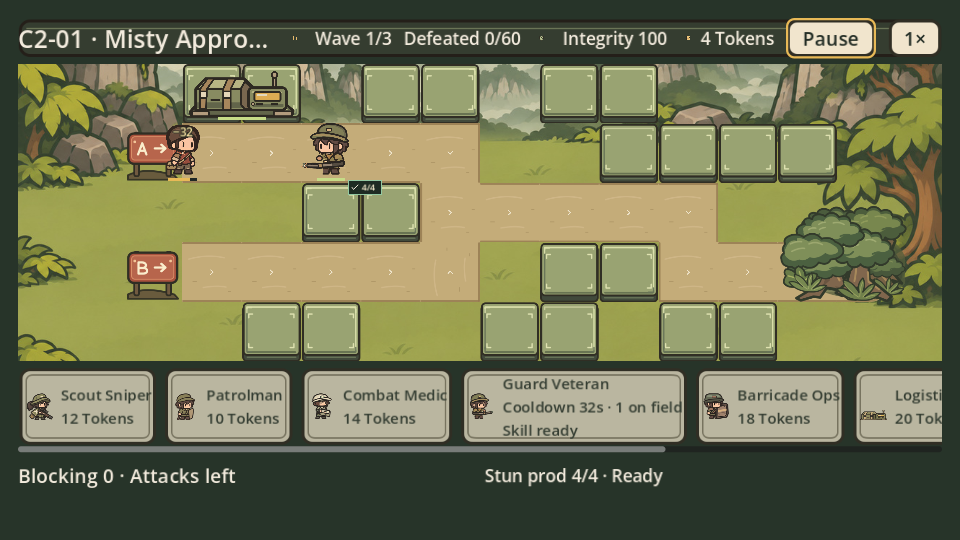 C2-01 · Misty Appro...
Wave 1/3
Defeated 0/60
Integrity 100
4 Tokens
Pause
1×
32
A →
✓ 4/4
B →
Scout Sniper
12 Tokens
Patrolman
10 Tokens
Combat Medic
14 Tokens
Guard Veteran
Cooldown 32s · 1 on field
Skill ready
Barricade Ops
18 Tokens
Logisti
20 Tok
Blocking 0 · Attacks left
Stun prod 4/4 · Ready